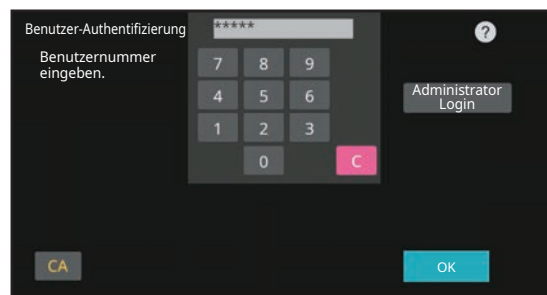 Benutzer-Authentifizierung
*****
?
Benutzernummer
eingeben.
7 8 9
4 5 6
1 2 3
0 C
Administrator
Login
CA
OK